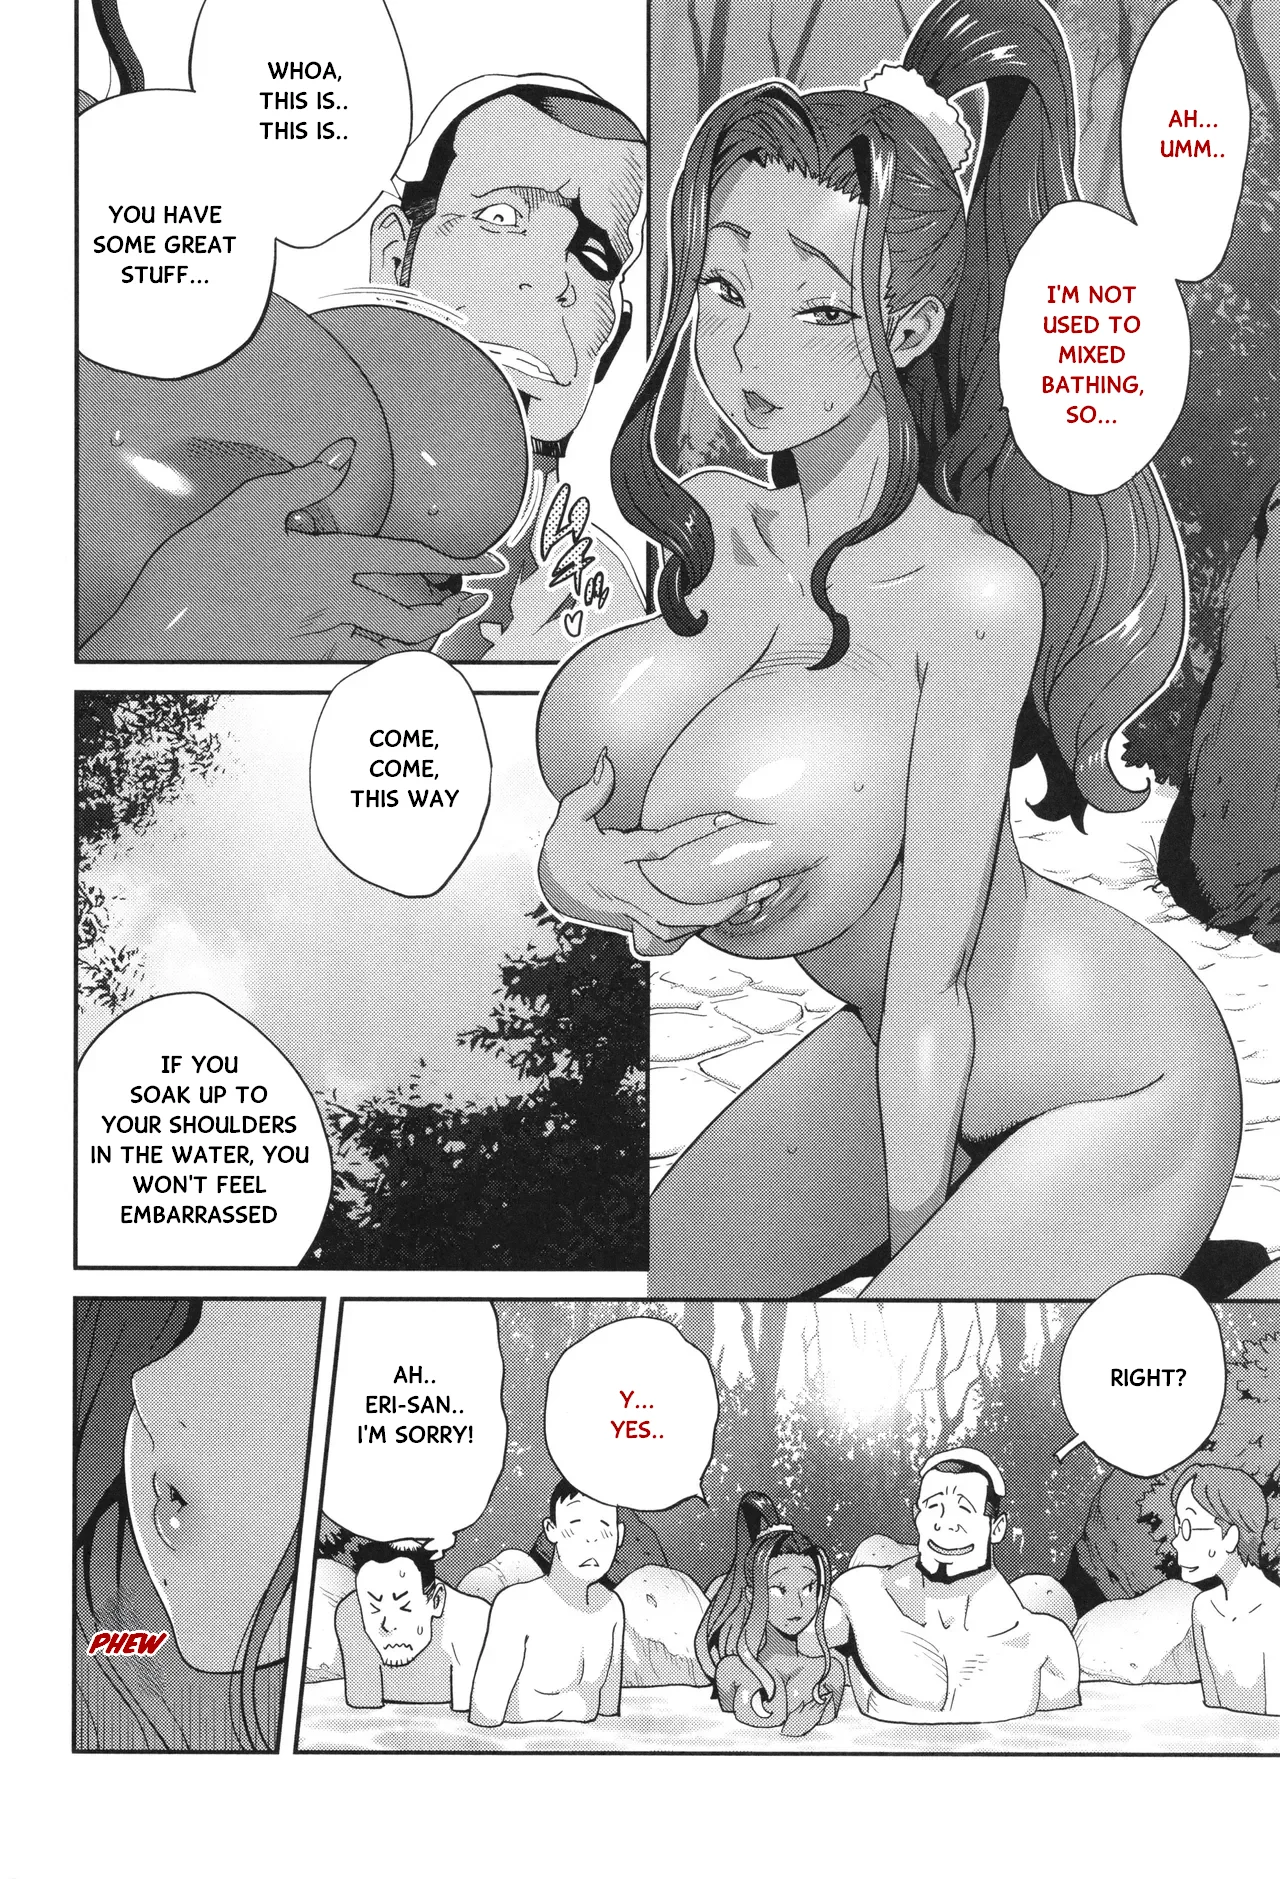 AH...
UMM..
I'M NOT
USED TO
MIXED
BATHING,
SO...
WHOA,
THIS IS..
THIS IS..
YOU HAVE
SOME GREAT
STUFF...
COME,
COME,
THIS WAY
IF YOU
SOAK UP TO
YOUR SHOULDERS
IN THE WATER, YOU
WON'T FEEL
EMBARRASSED
RIGHT?
Y...
YES..
AH..
ERI-SAN..
I'M SORRY!
PHEW